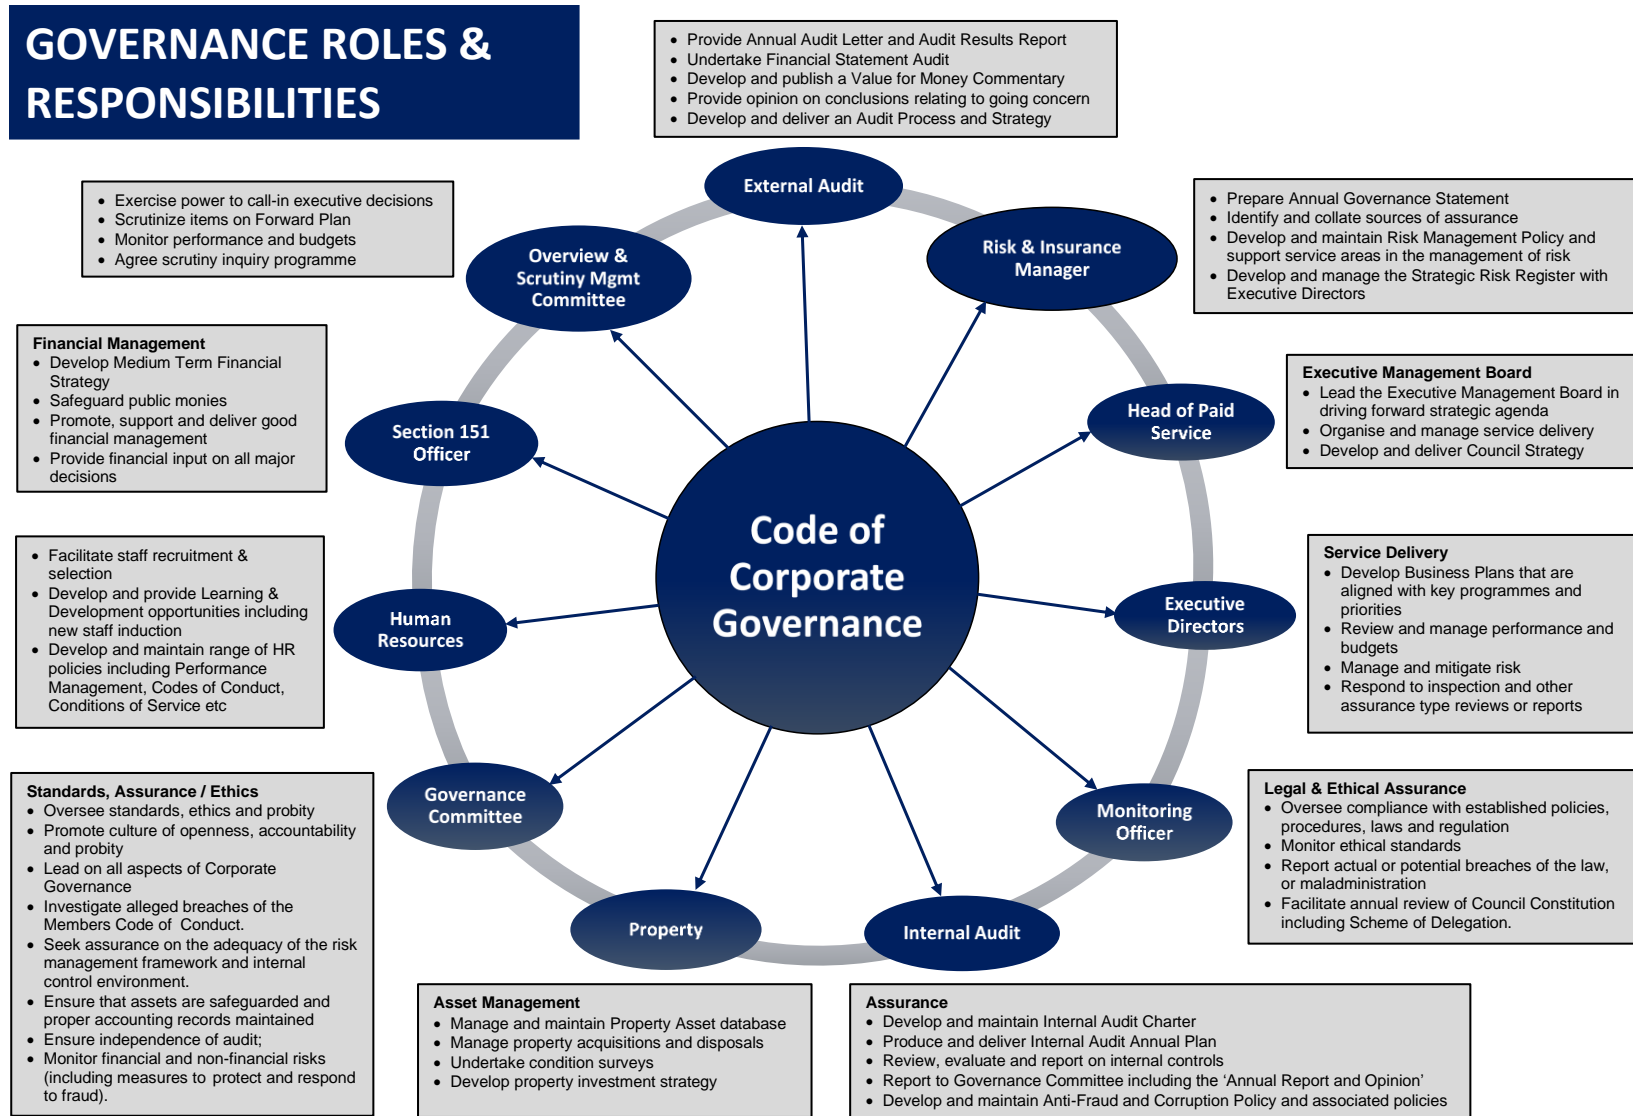 GOVERNANCE ROLES &
RESPONSIBILITIES
• Provide Annual Audit Letter and Audit Results Report
• Undertake Financial Statement Audit
• Develop and publish a Value for Money Commentary
• Provide opinion on conclusions relating to going concern
• Develop and deliver an Audit Process and Strategy
External Audit
• Exercise power to call-in executive decisions
• Scrutinize items on Forward Plan
• Monitor performance and budgets
• Agree scrutiny inquiry programme
Overview &
Scrutiny Mgmt
Committee
Risk & Insurance
Manager
• Prepare Annual Governance Statement
• Identify and collate sources of assurance
• Develop and maintain Risk Management Policy and
support service areas in the management of risk
• Develop and manage the Strategic Risk Register with
Executive Directors
Financial Management
• Develop Medium Term Financial
Strategy
• Safeguard public monies
• Promote, support and deliver good
financial management
• Provide financial input on all major
decisions
Section 151
Officer
Head of Paid
Service
Executive Management Board
• Lead the Executive Management Board in
driving forward strategic agenda
• Organise and manage service delivery
• Develop and deliver Council Strategy
Code of
Corporate
Governance
• Facilitate staff recruitment &
selection
• Develop and provide Learning &
Development opportunities including
new staff induction
• Develop and maintain range of HR
policies including Performance
Management, Codes of Conduct,
Conditions of Service etc
Human
Resources
Executive
Directors
Service Delivery
• Develop Business Plans that are
aligned with key programmes and
priorities
• Review and manage performance and
budgets
• Manage and mitigate risk
• Respond to inspection and other
assurance type reviews or reports
Standards, Assurance / Ethics
• Oversee standards, ethics and probity
• Promote culture of openness, accountability
and probity
• Lead on all aspects of Corporate
Governance
• Investigate alleged breaches of the
Members Code of Conduct.
• Seek assurance on the adequacy of the risk
management framework and internal
control environment.
• Ensure that assets are safeguarded and
proper accounting records maintained
• Ensure independence of audit;
• Monitor financial and non-financial risks
(including measures to protect and respond
to fraud).
Governance
Committee
Monitoring
Officer
Legal & Ethical Assurance
• Oversee compliance with established policies,
procedures, laws and regulation
• Monitor ethical standards
• Report actual or potential breaches of the law,
or maladministration
• Facilitate annual review of Council Constitution
including Scheme of Delegation.
Property
Internal Audit
Asset Management
• Manage and maintain Property Asset database
• Manage property acquisitions and disposals
• Undertake condition surveys
• Develop property investment strategy
Assurance
• Develop and maintain Internal Audit Charter
• Produce and deliver Internal Audit Annual Plan
• Review, evaluate and report on internal controls
• Report to Governance Committee including the ‘Annual Report and Opinion’
• Develop and maintain Anti-Fraud and Corruption Policy and associated policies